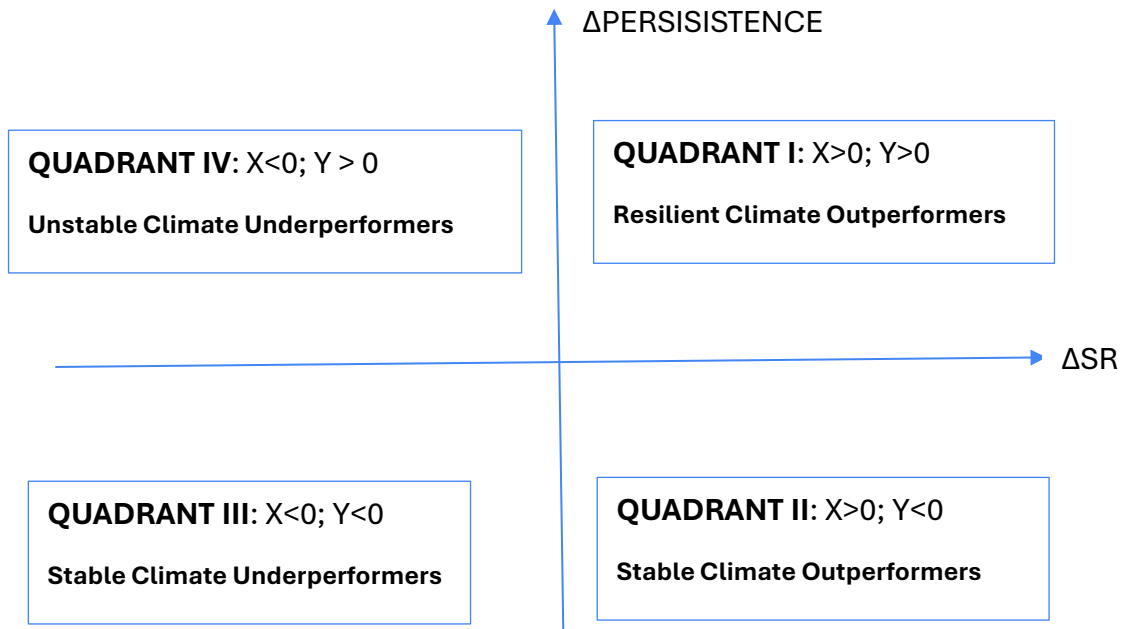 ΔPERSISISTENCE
QUADRANT IV: X<0; Y > 0
Unstable Climate Underperformers
QUADRANT I: X>0; Y>0
Resilient Climate Outperformers
ΔSR
QUADRANT III: X<0; Y<0
Stable Climate Underperformers
QUADRANT II: X>0; Y<0
Stable Climate Outperformers